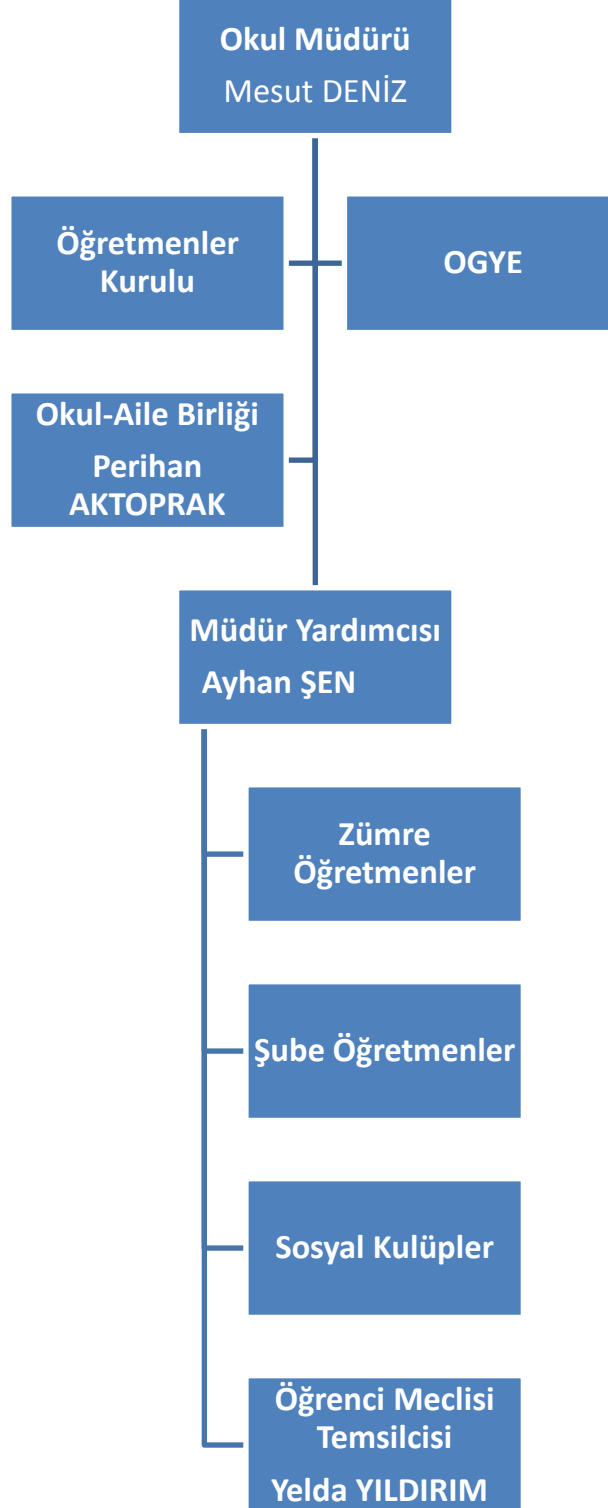 Okul Müdürü
Mesut DENİZ
Öğretmenler
Kurulu
OGYE
Okul-Aile Birliği
Perihan
AKTOPRAK
Müdür Yardımcısı
Ayhan ŞEN
Zümre
Öğretmenler
Şube Öğretmenler
Sosyal Kulüpler
Öğrenci Meclisi
Temsilcisi
Yelda YILDIRIM